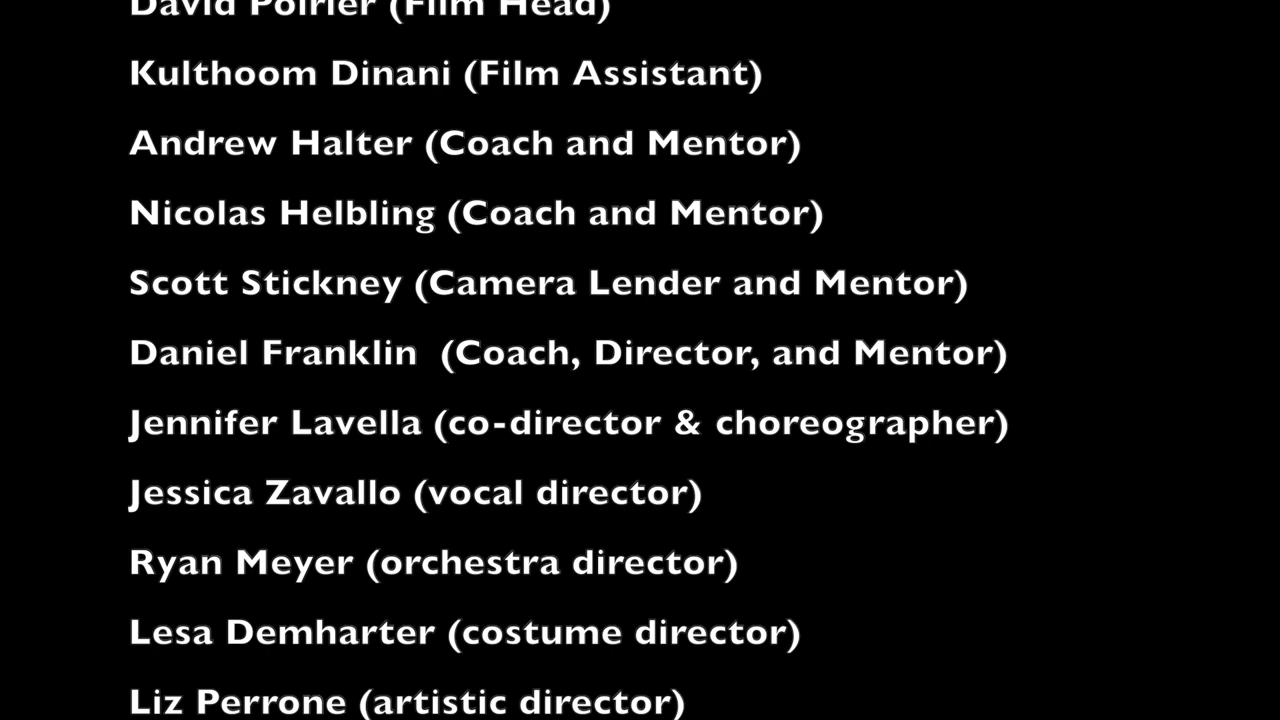 David Poirier (Film Head)
Kulthoom Dinani (Film Assistant)
Andrew Halter (Coach and Mentor)
Nicolas Helbling (Coach and Mentor)
Scott Stickney (Camera Lender and Mentor)
Daniel Franklin  (Coach, Director, and Mentor)
Jennifer Lavella (co-director & choreographer)
Jessica Zavallo (vocal director)
Ryan Meyer (orchestra director)
Lesa Demharter (costume director)
Liz Perrone (artistic director)